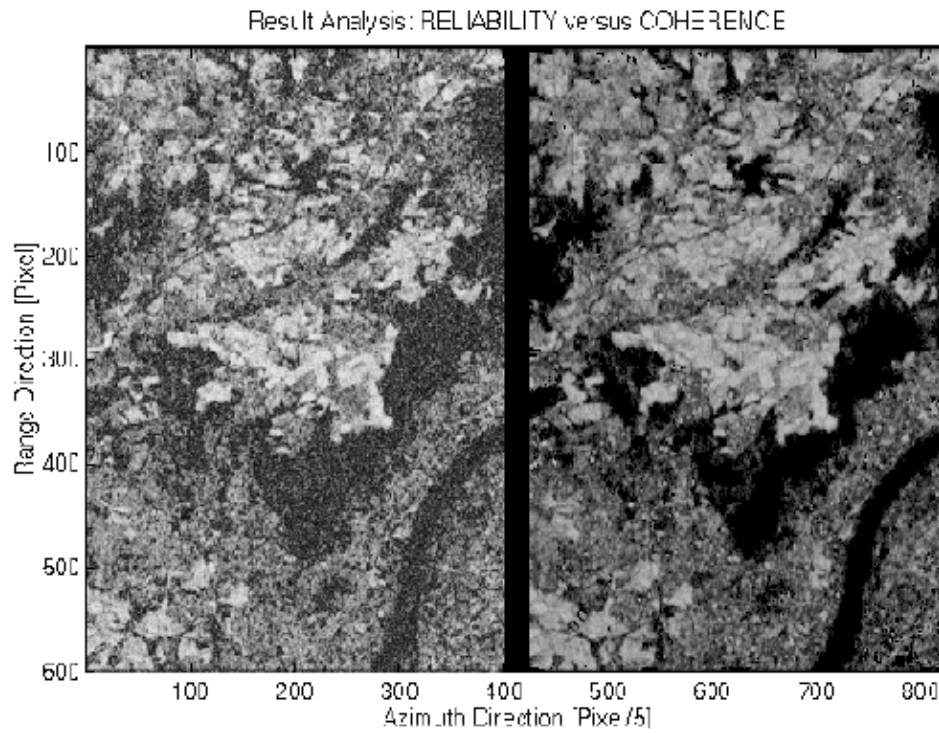 Result Analysis: RELIABILITY versus COHERENCE
Range Direction [Pixel]
100
200
300
400
500
600
100 200 300 400 500 600 700 800
Azimuth Direction [Pixel/5]